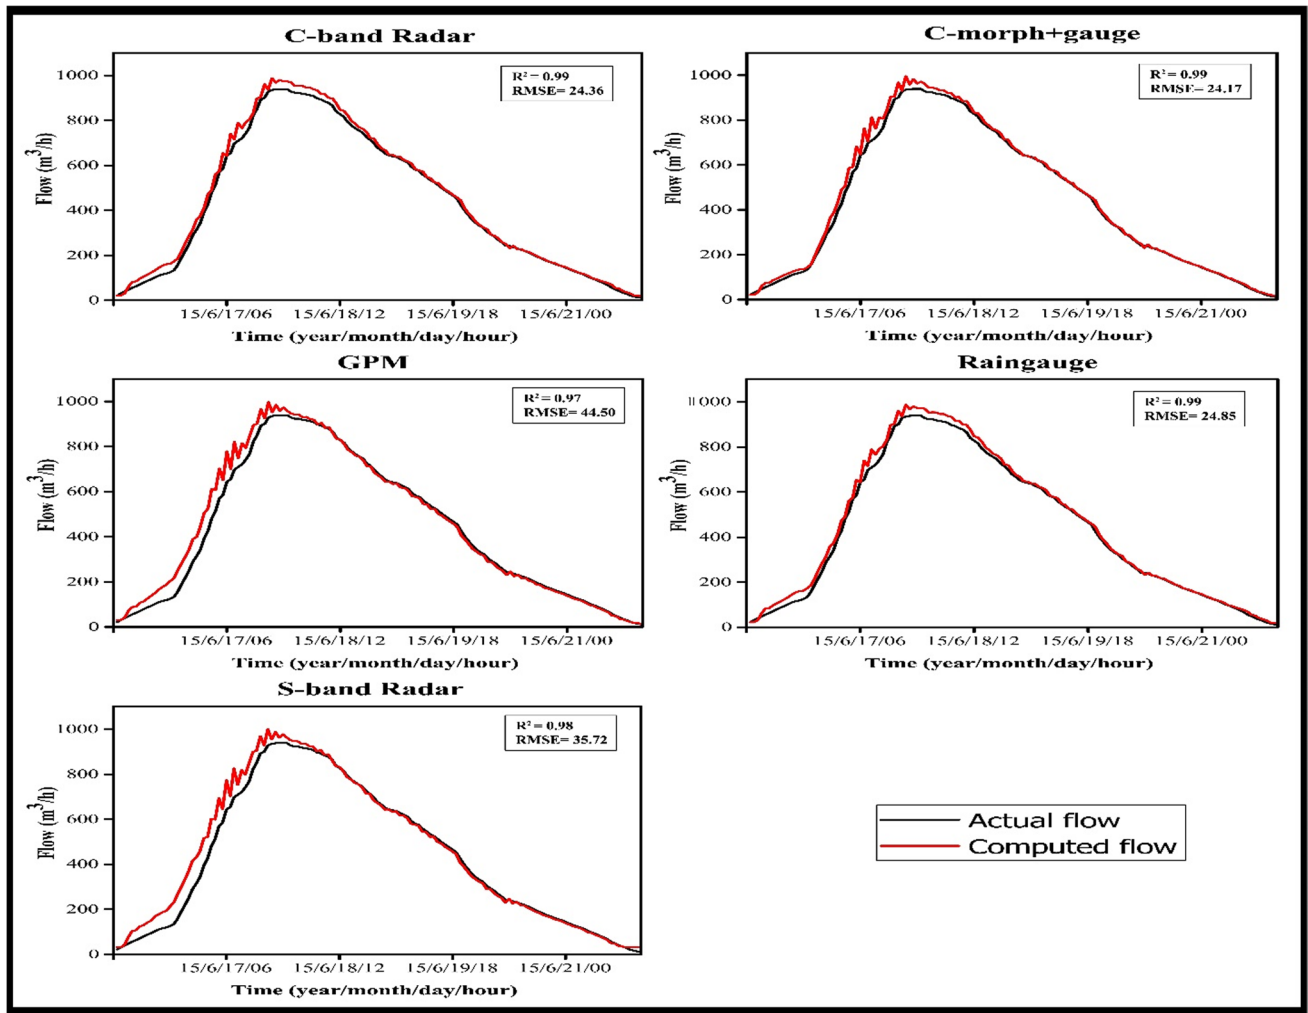 C-band Radar
R² = 0.99
RMSE= 24.36
1000
800
600
400
200
0
Flow (m³/h)
15/6/17/06 15/6/18/12 15/6/19/18 15/6/21/00
Time (year/month/day/hour)
C-morph+gauge
R² = 0.99
RMSE= 24.17
1000
800
600
400
200
0
Flow (m³/h)
15/6/17/06 15/6/18/12 15/6/19/18 15/6/21/00
Time (year/month/day/hour)
GPM
R² = 0.97
RMSE= 44.50
1000
800
600
400
200
0
Flow (m³/h)
15/6/17/06 15/6/18/12 15/6/19/18 15/6/21/00
Time (year/month/day/hour)
Raingauge
R² = 0.99
RMSE= 24.85
1000
800
600
400
200
0
Flow (m³/h)
15/6/17/06 15/6/18/12 15/6/19/18 15/6/21/00
Time (year/month/day/hour)
S-band Radar
R² = 0.98
RMSE= 35.72
1000
800
600
400
200
0
Flow (m³/h)
15/6/17/06 15/6/18/12 15/6/19/18 15/6/21/00
Time (year/month/day/hour)
Actual flow
Computed flow